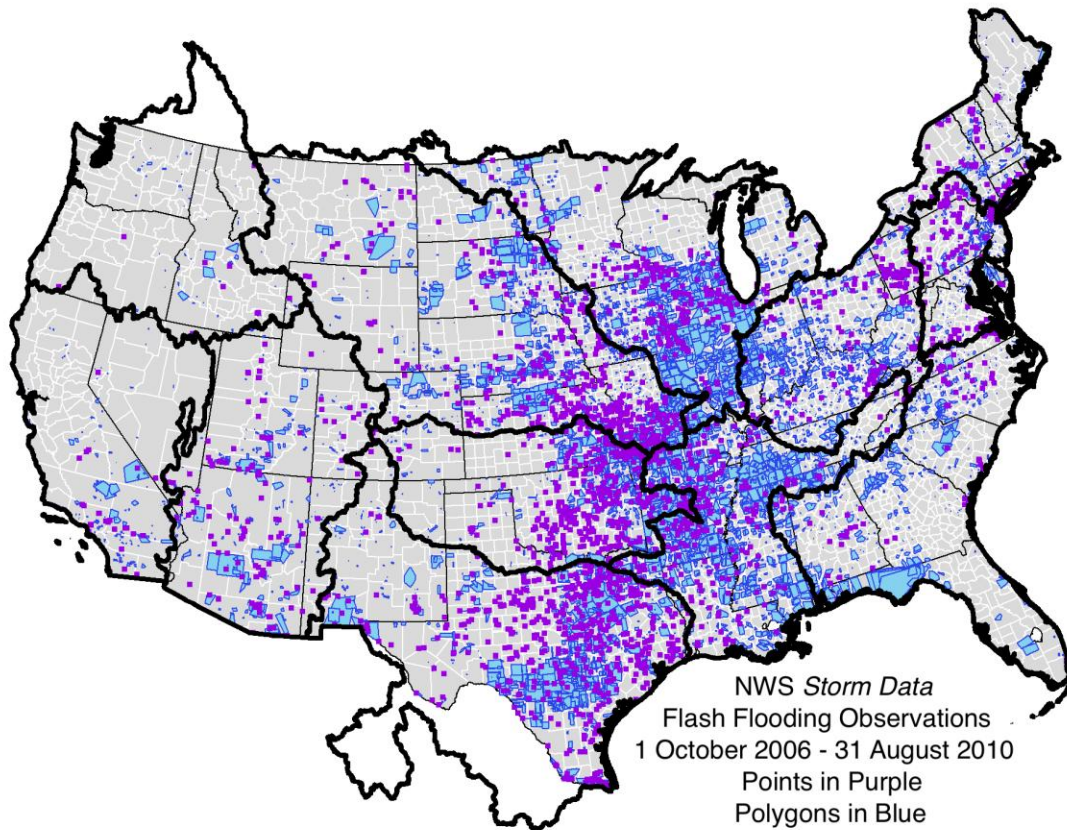 NWS Storm Data
Flash Flooding Observations
1 October 2006 - 31 August 2010
Points in Purple
Polygons in Blue